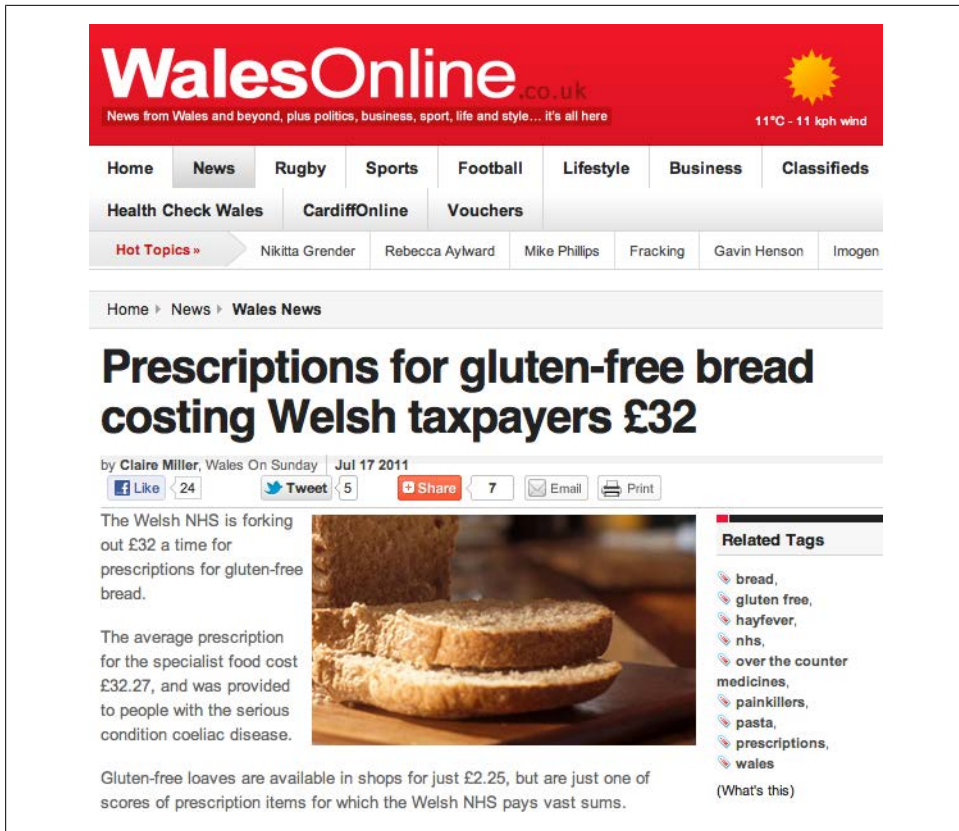 WalesOnline.co.uk
News from Wales and beyond, plus politics, business, sport, life and style... it's all here
11°C - 11 kph wind
Home News Rugby Sports Football Lifestyle Business Classifieds
Health Check Wales CardiffOnline Vouchers
Hot Topics » Nikitta Grender Rebecca Aylward Mike Phillips Fracking Gavin Henson Imogen
Home News Wales News
Prescriptions for gluten-free bread
costing Welsh taxpayers £32
by Claire Miller, Wales On Sunday Jul 17 2011
Like 24 Tweet 5 Share 7 Email Print
The Welsh NHS is forking
out £32 a time for
prescriptions for gluten-free
bread.
The average prescription
for the specialist food cost
£32.27, and was provided
to people with the serious
condition coeliac disease.
Gluten-free loaves are available in shops for just £2.25, but are just one of
scores of prescription items for which the Welsh NHS pays vast sums.
Related Tags
bread,
gluten free,
hayfever,
nhs,
over the counter
medicines,
painkillers,
pasta,
prescriptions,
wales
(What's this)